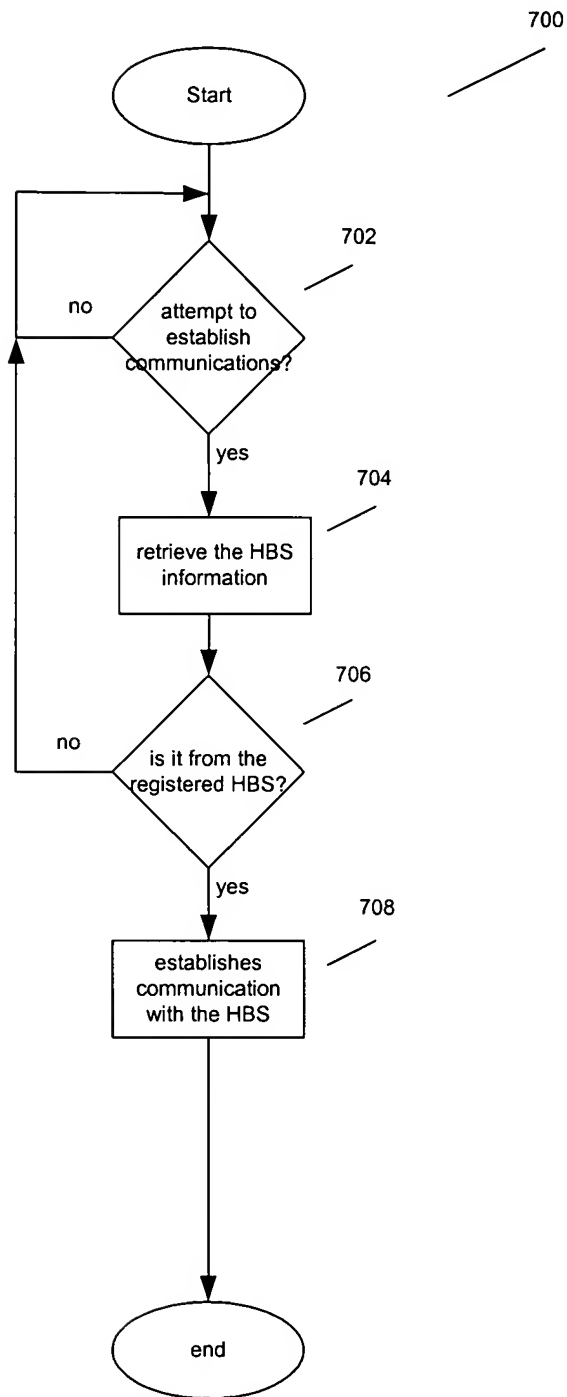 700
Start
702
no
attempt to
establish
communications?
yes
704
retrieve the HBS
information
706
no
is it from the
registered HBS?
yes
708
establishes
communication
with the HBS
end